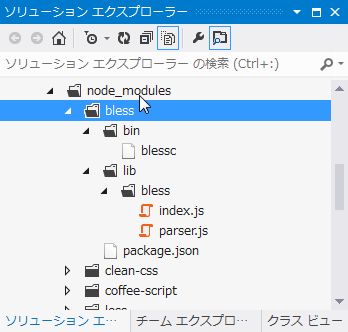 ソリューション エクスプローラー
ソリューション エクスプローラー の検索 (Ctrl+:)
node_modules
bless
bin
blessc
lib
bless
index.js
parser.js
package.json
clean-css
coffee-script
less
ソリューション エ... チーム エクスプロ... クラス ビュー